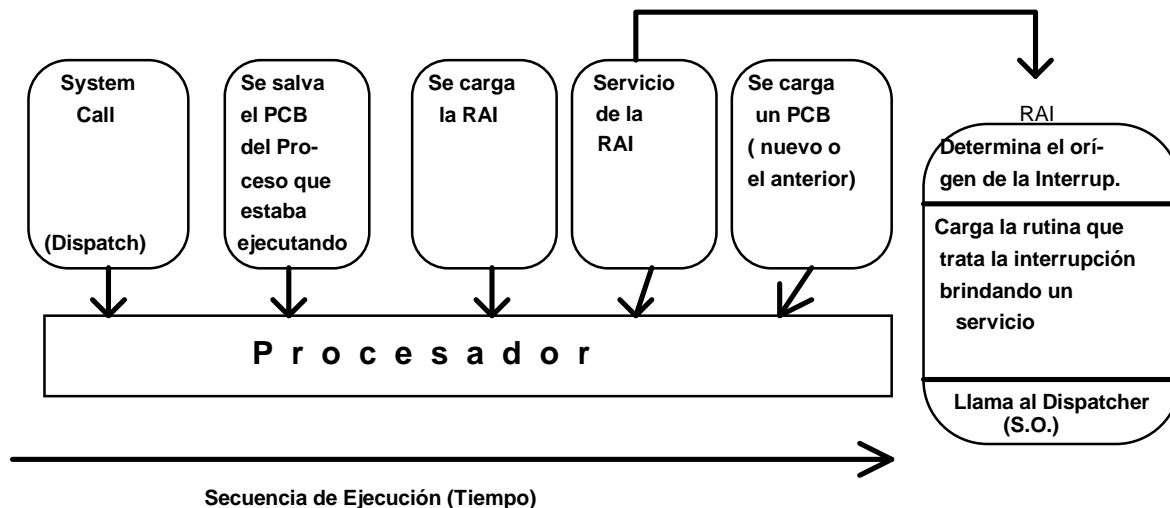 System
Call
(Dispatch)
Se salva
el PCB
del Pro-
ceso que
estaba
ejecutando
Se carga
la RAI
Servicio
de la
RAI
Se carga
un PCB
( nuevo o
el anterior)
RAI
Determina el orí-
gen de la Interrup.
Carga la rutina que
trata la interrupción
brindando un
servicio
Llama al Dispatcher
(S.O.)
Procesador
Secuencia de Ejecución (Tiempo)